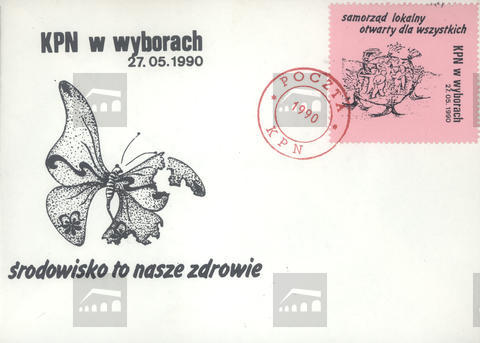 KPN w wyborach
27.05.1990
samorząd lokalny
otwarty dla wszystkich
KPN w wyborach
27.05.1990
POCZTA
1990
KPN
środowisko to nasze zdrowie